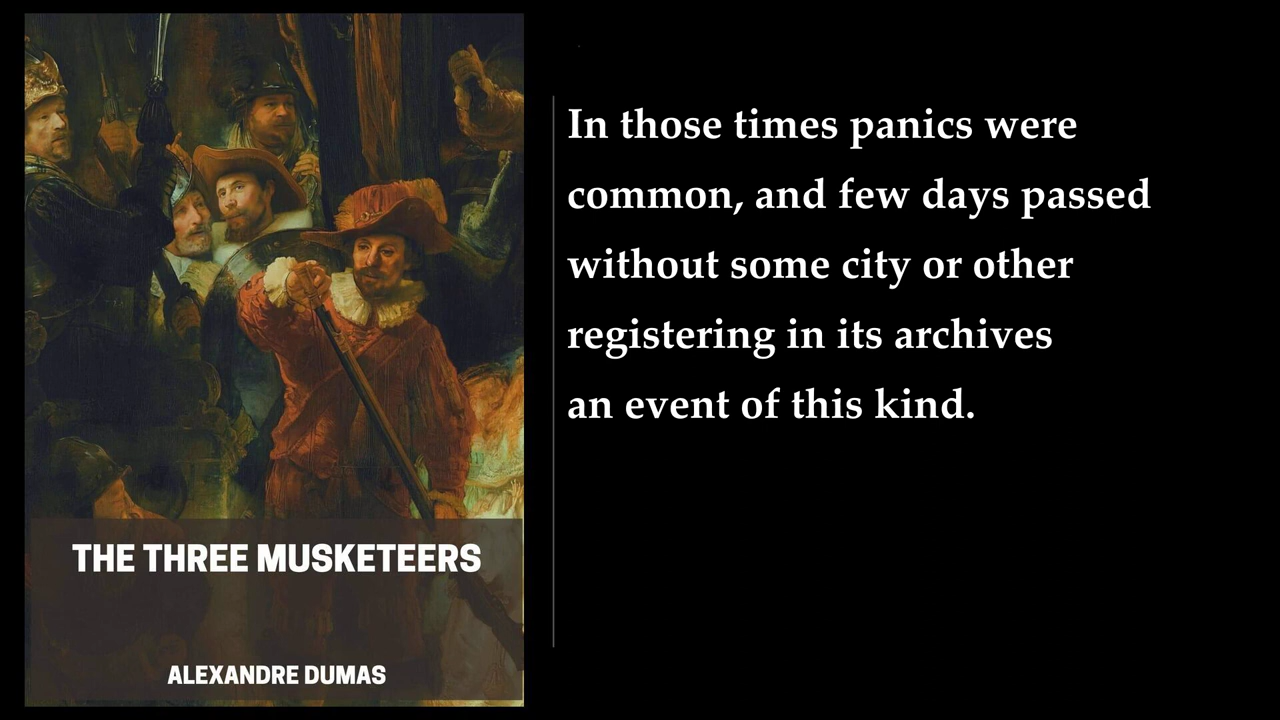 THE THREE MUSKETEERS
ALEXANDRE DUMAS
In those times panics were
common, and few days passed
without some city or other
registering in its archives
an event of this kind.